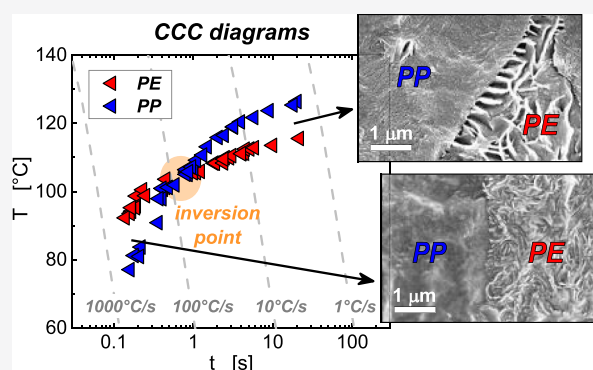 CCC diagrams
140
120
100
80
60
T [°C]
PE
PP
inversion
point
1000°C/s
100°C/s
10°C/s
1°C/s
0.1
1
10
100
t [s]
PP
PE
1 μm
PP
PE
1 μm